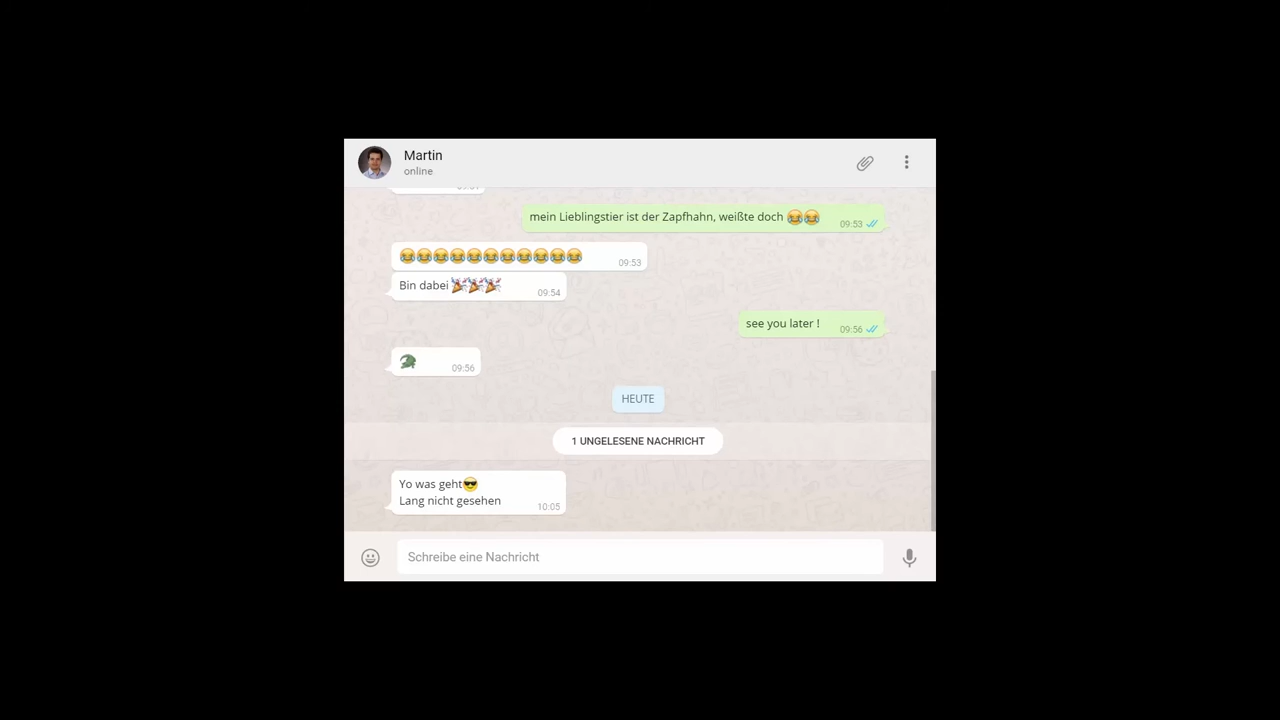 Martin
online
mein Lieblingstier ist der Zapfhahn, weißte doch 😂😂 09:53
😂😂😂😂😂😂😂😂😂😂😂 09:53
Bin dabei 🎉🎉🎉 09:54
see you later ! 09:56
🐊 09:56
HEUTE
1 UNGELESENE NACHRICHT
Yo was geht😎
Lang nicht gesehen 10:05
Schreibe eine Nachricht